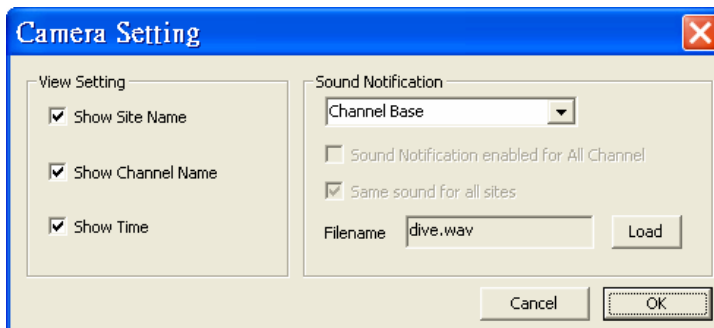 Camera Setting
View Setting
Show Site Name
Show Channel Name
Show Time
Sound Notification
Channel Base
Sound Notification enabled for All Channel
Same sound for all sites
Filename dive.wav Load
Cancel OK